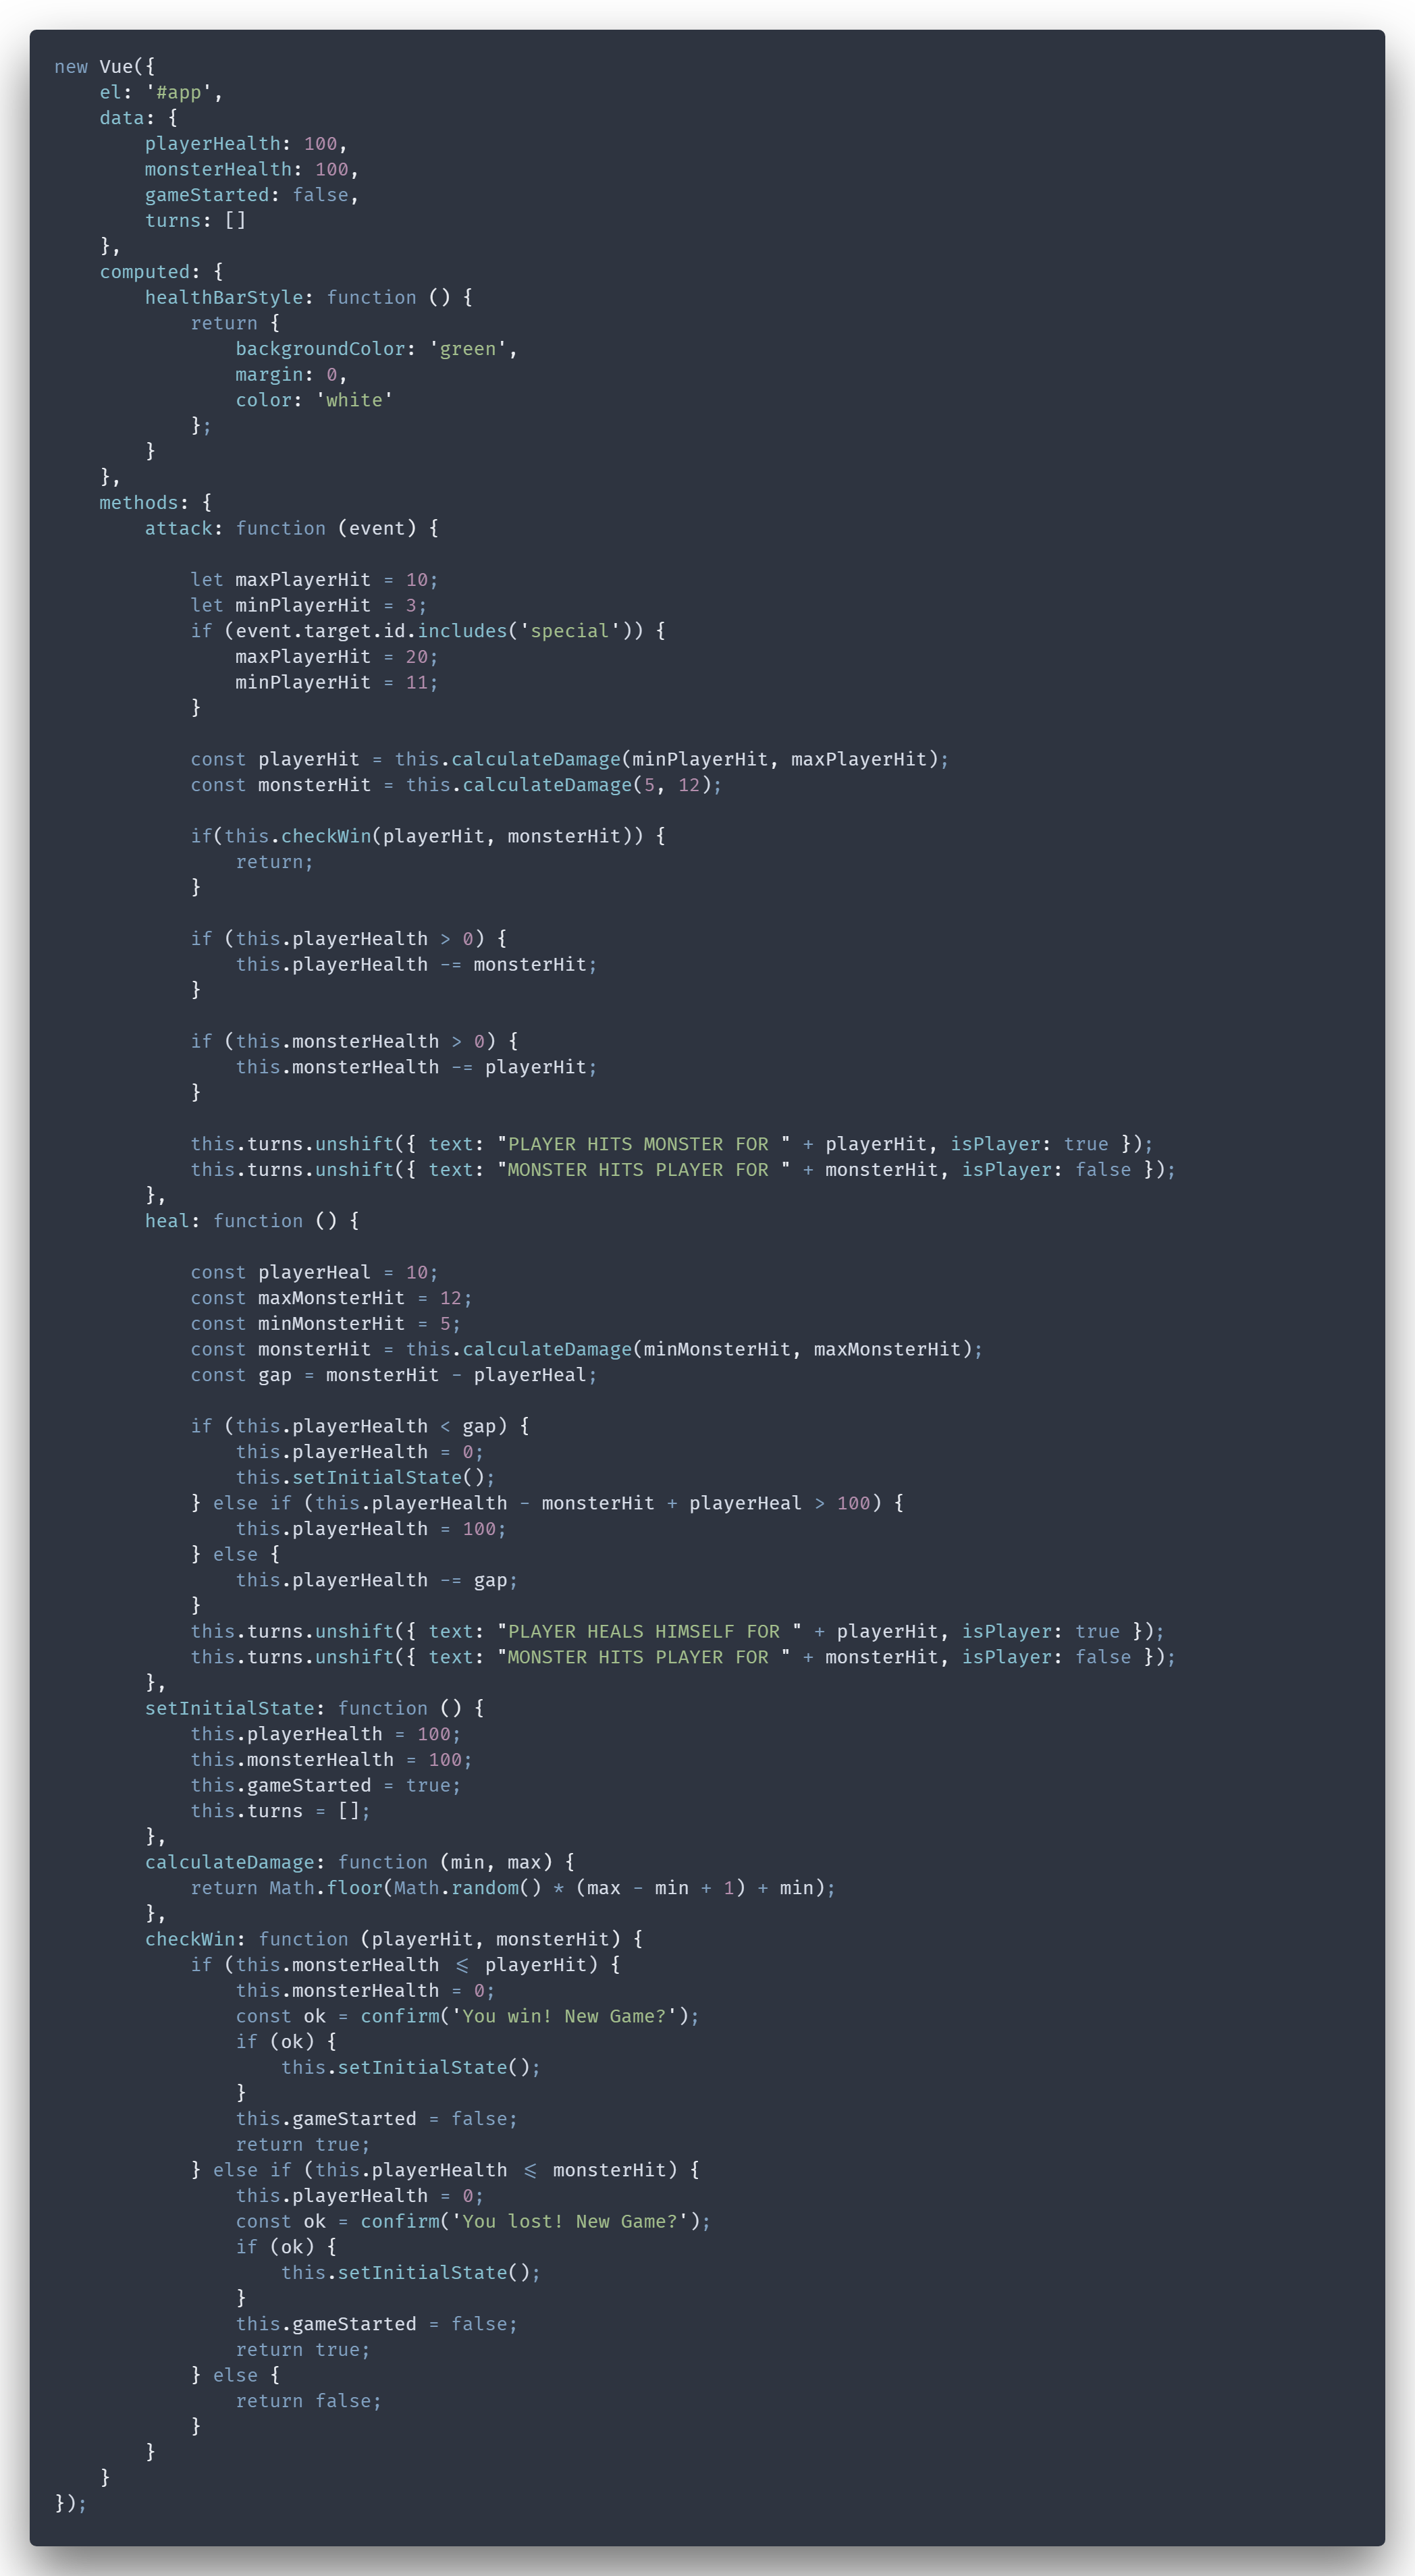 new Vue({
    el: '#app',
    data: {
        playerHealth: 100,
        monsterHealth: 100,
        gameStarted: false,
        turns: []
    },
    computed: {
        healthBarStyle: function () {
            return {
                backgroundColor: 'green',
                margin: 0,
                color: 'white'
            };
        }
    },
    methods: {
        attack: function (event) {

            let maxPlayerHit = 10;
            let minPlayerHit = 3;
            if (event.target.id.includes('special')) {
                maxPlayerHit = 20;
                minPlayerHit = 11;
            }

            const playerHit = this.calculateDamage(minPlayerHit, maxPlayerHit);
            const monsterHit = this.calculateDamage(5, 12);

            if(this.checkWin(playerHit, monsterHit)) {
                return;
            }

            if (this.playerHealth > 0) {
                this.playerHealth -= monsterHit;
            }

            if (this.monsterHealth > 0) {
                this.monsterHealth -= playerHit;
            }

            this.turns.unshift({ text: "PLAYER HITS MONSTER FOR " + playerHit, isPlayer: true });
            this.turns.unshift({ text: "MONSTER HITS PLAYER FOR " + monsterHit, isPlayer: false });
        },
        heal: function () {

            const playerHeal = 10;
            const maxMonsterHit = 12;
            const minMonsterHit = 5;
            const monsterHit = this.calculateDamage(minMonsterHit, maxMonsterHit);
            const gap = monsterHit - playerHeal;

            if (this.playerHealth < gap) {
                this.playerHealth = 0;
                this.setInitialState();
            } else if (this.playerHealth - monsterHit + playerHeal > 100) {
                this.playerHealth = 100;
            } else {
                this.playerHealth -= gap;
            }
            this.turns.unshift({ text: "PLAYER HEALS HIMSELF FOR " + playerHit, isPlayer: true });
            this.turns.unshift({ text: "MONSTER HITS PLAYER FOR " + monsterHit, isPlayer: false });
        },
        setInitialState: function () {
            this.playerHealth = 100;
            this.monsterHealth = 100;
            this.gameStarted = true;
            this.turns = [];
        },
        calculateDamage: function (min, max) {
            return Math.floor(Math.random() * (max - min + 1) + min);
        },
        checkWin: function (playerHit, monsterHit) {
            if (this.monsterHealth ⩽ playerHit) {
                this.monsterHealth = 0;
                const ok = confirm('You win! New Game?');
                if (ok) {
                    this.setInitialState();
                }
                this.gameStarted = false;
                return true;
            } else if (this.playerHealth ⩽ monsterHit) {
                this.playerHealth = 0;
                const ok = confirm('You lost! New Game?');
                if (ok) {
                    this.setInitialState();
                }
                this.gameStarted = false;
                return true;
            } else {
                return false;
            }
        }
    }
});